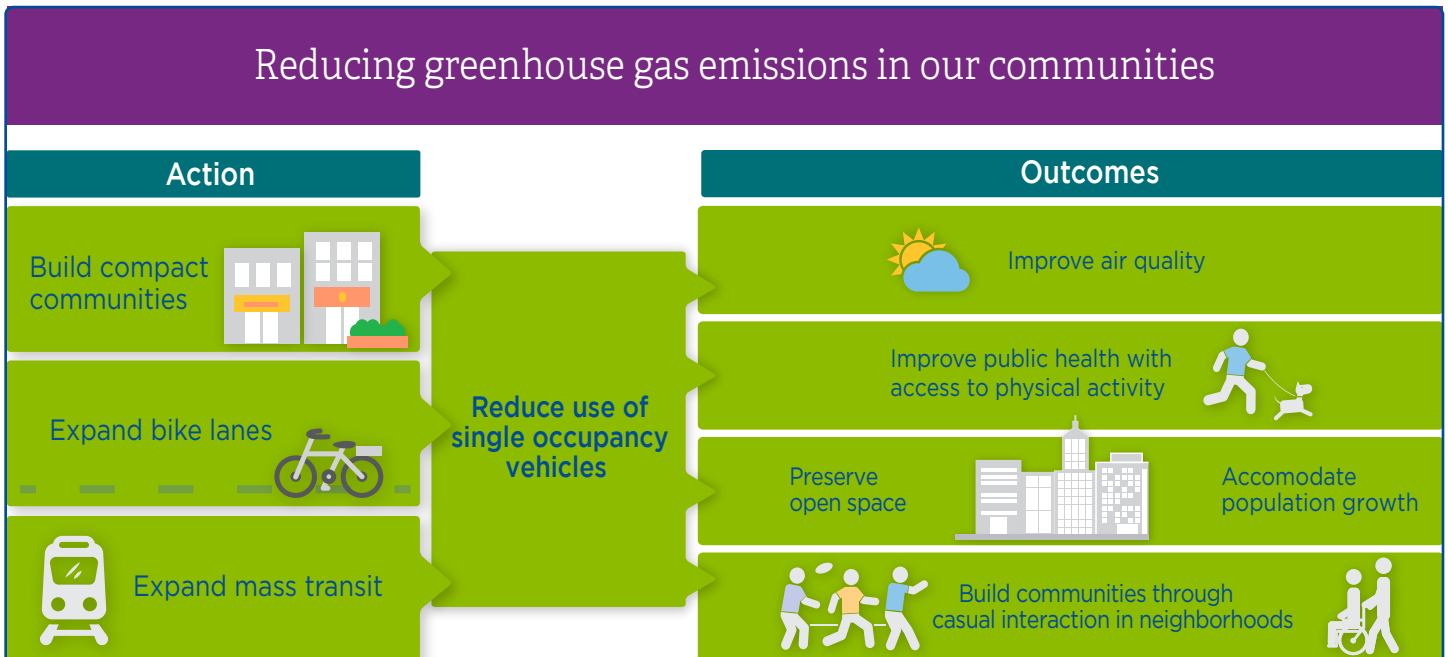 Reducing greenhouse gas emissions in our communities
Action
Build compact
communities
Expand bike lanes
Expand mass transit
Reduce use of
single occupancy
vehicles
Outcomes
Improve air quality
Improve public health with
access to physical activity
Preserve
open space
Accomodate
population growth
Build communities through
casual interaction in neighborhoods